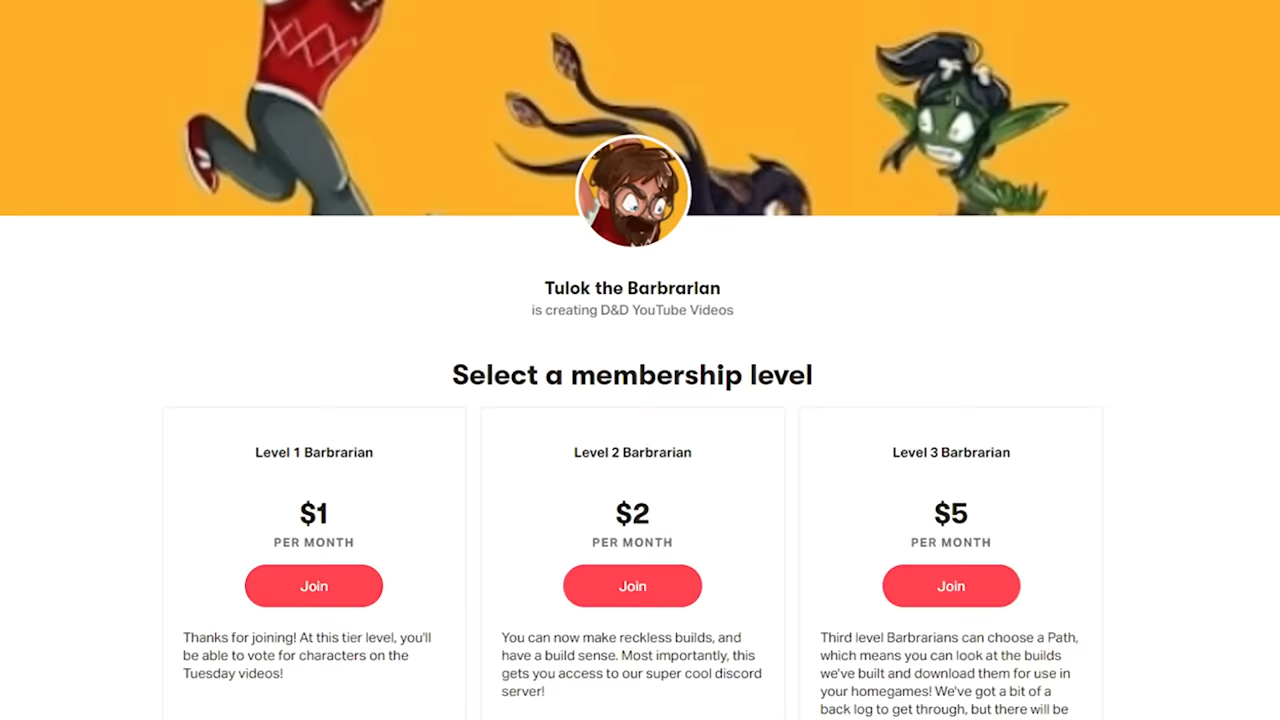 Tulok the Barbrarian
is creating D&D YouTube Videos
Select a membership level
Level 1 Barbrarian
$1
PER MONTH
Join
Thanks for joining! At this tier level, you'll
be able to vote for characters on the
Tuesday videos!
Level 2 Barbrarian
$2
PER MONTH
Join
You can now make reckless builds, and
have a build sense. Most importantly, this
gets you access to our super cool discord
server!
Level 3 Barbrarian
$5
PER MONTH
Join
Third level Barbrarians can choose a Path,
which means you can look at the builds
we've built and download them for use in
your homegames! We've got a bit of a
back log to get through, but there will be